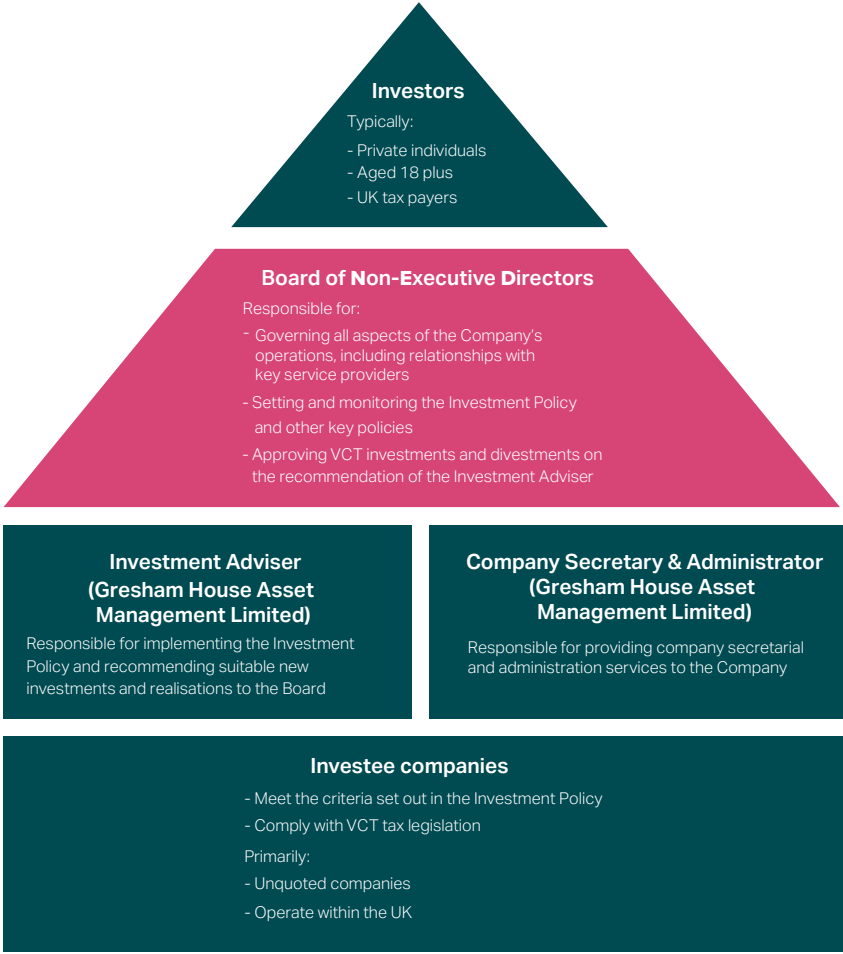 Investors
Typically:
- Private individuals
- Aged 18 plus
- UK tax payers
Board of Non-Executive Directors
Responsible for:
- Governing all aspects of the Company’s
operations, including relationships with
key service providers
- Setting and monitoring the Investment Policy
and other key policies
- Approving VCT investments and divestments on
the recommendation of the Investment Adviser
Investment Adviser
(Gresham House Asset
Management Limited)
Responsible for implementing the Investment
Policy and recommending suitable new
investments and realisations to the Board
Company Secretary & Administrator
(Gresham House Asset
Management Limited)
Responsible for providing company secretarial
and administration services to the Company
Investee companies
- Meet the criteria set out in the Investment Policy
- Comply with VCT tax legislation
Primarily:
- Unquoted companies
- Operate within the UK